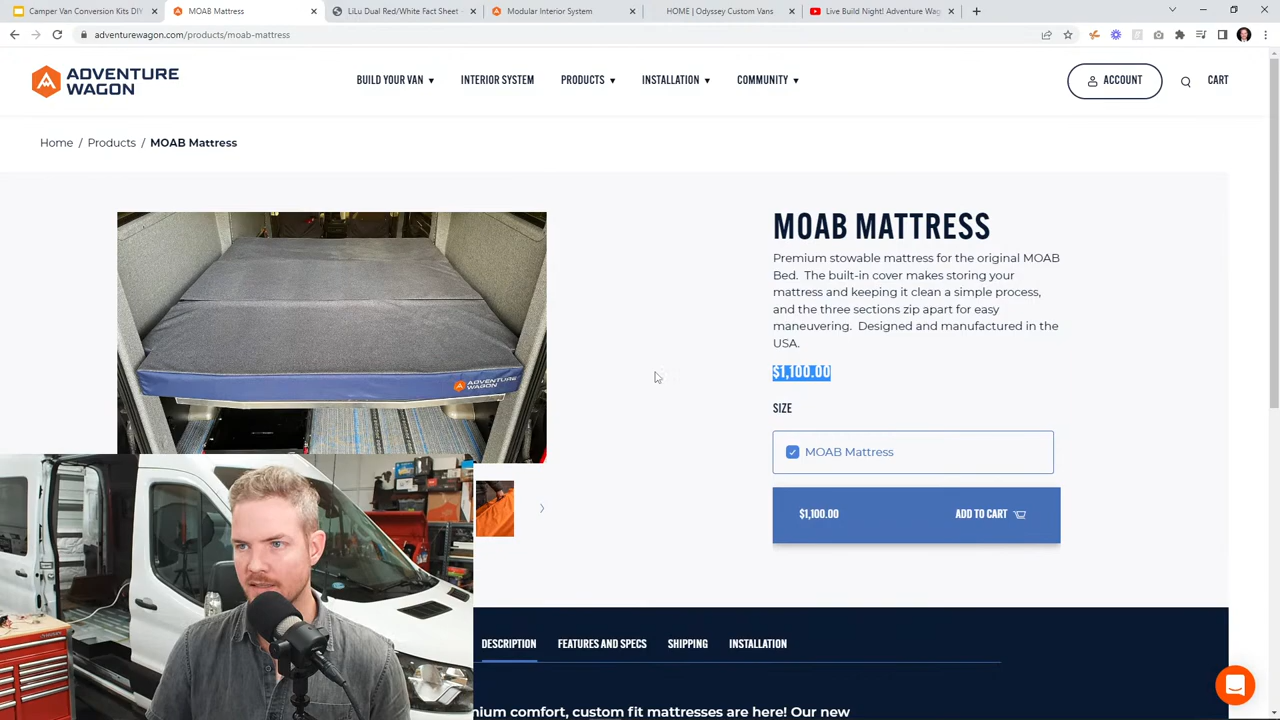 Camper Van Conversion Kits DIY
MOAB Mattress
LiLu Dual Red/White Fact Sheet
Modular Interior System
HOME | Odyssey Custom Vans
Live Build Night! Adventure Wag
adventurewagon.com/products/moab-mattress
ADVENTURE
WAGON
BUILD YOUR VAN
INTERIOR SYSTEM
PRODUCTS
INSTALLATION
COMMUNITY
ACCOUNT
CART
Home / Products / MOAB Mattress
MOAB MATTRESS
Premium stowable mattress for the original MOAB
Bed. The built-in cover makes storing your
mattress and keeping it clean a simple process,
and the three sections zip apart for easy
maneuvering. Designed and manufactured in the
USA.
$1,100.00
SIZE
MOAB Mattress
$1,100.00
ADD TO CART
ADVENTURE
WAGON
DESCRIPTION
FEATURES AND SPECS
SHIPPING
INSTALLATION
nium comfort, custom fit mattresses are here! Our new